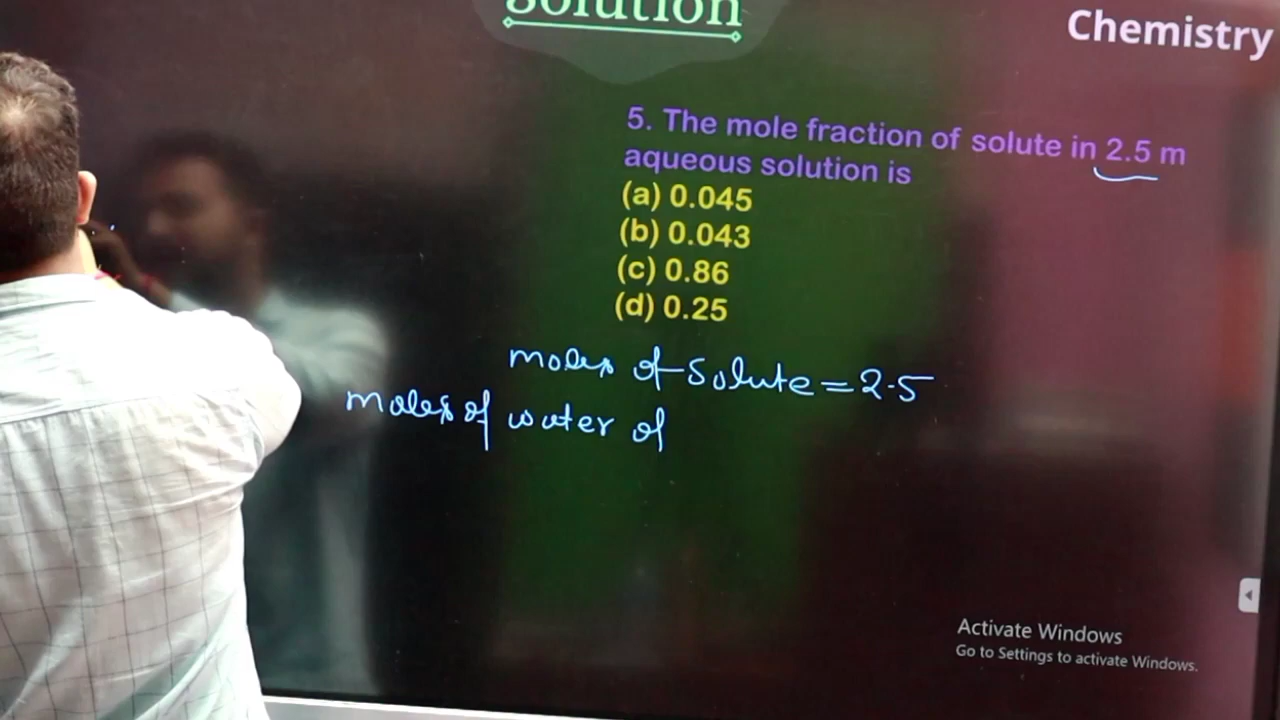 solution
Chemistry
5. The mole fraction of solute in 2.5 m
aqueous solution is
(a) 0.045
(b) 0.043
(c) 0.86
(d) 0.25
moles of solute = 2.5
moles of water of
Activate Windows
Go to Settings to activate Windows.